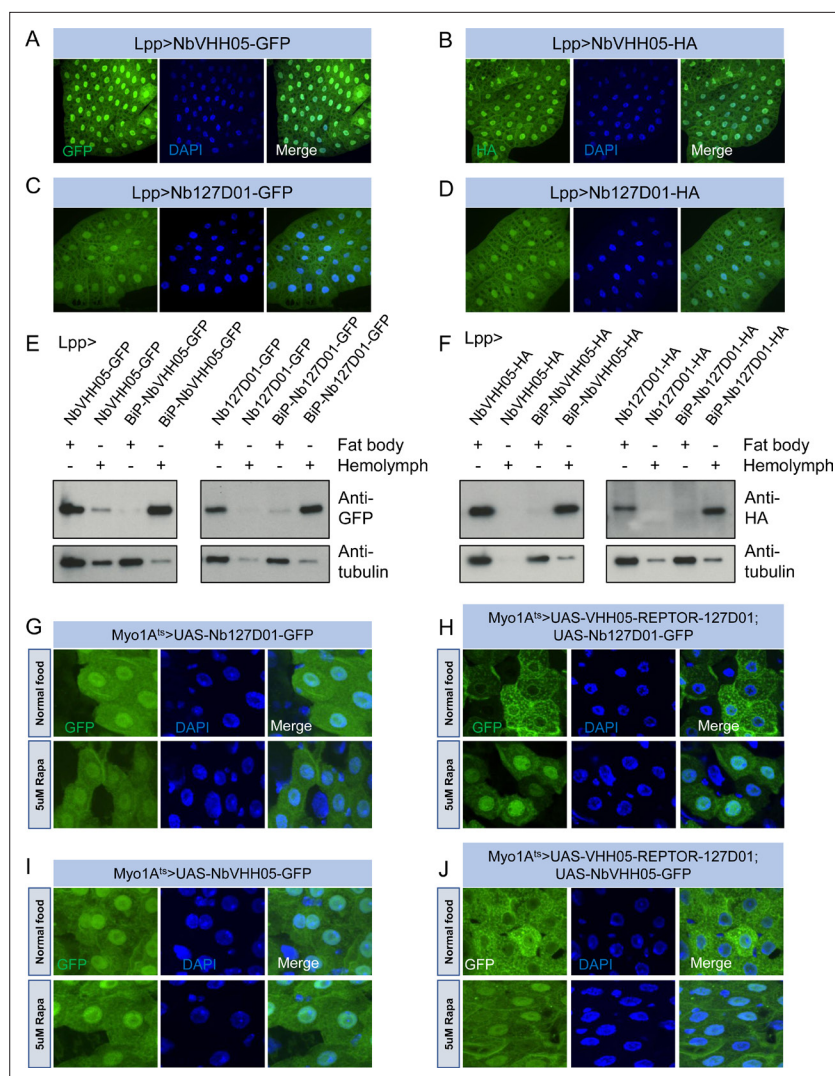 A
Lpp>NbVHH05-GFP
GFP
DAPI
Merge
B
Lpp>NbVHH05-HA
HA
DAPI
Merge
C
Lpp>Nb127D01-GFP
D
Lpp>Nb127D01-HA
E
Lpp>
NbVHH05-GFP
NbVHH05-GFP
BiP-NbVHH05-GFP
BiP-NbVHH05-GFP
Nb127D01-GFP
Nb127D01-GFP
BiP-Nb127D01-GFP
BiP-Nb127D01-GFP
+ - + - + - + - Fat body
- + - + - + - + Hemolymph
Anti-
GFP
Anti-
tubulin
F
Lpp>
NbVHH05-HA
NbVHH05-HA
BiP-NbVHH05-HA
BiP-NbVHH05-HA
Nb127D01-HA
Nb127D01-HA
BiP-Nb127D01-HA
BiP-Nb127D01-HA
+ - + - + - + - Fat body
- + - + - + - + Hemolymph
Anti-
HA
Anti-
tubulin
G
Myo1Aᵗˢ>UAS-Nb127D01-GFP
Normal food
GFP
DAPI
Merge
5uM Rapa
H
Myo1Aᵗˢ>UAS-VHH05-REPTOR-127D01;
UAS-Nb127D01-GFP
Normal food
GFP
DAPI
Merge
5uM Rapa
I
Myo1Aᵗˢ>UAS-NbVHH05-GFP
Normal food
GFP
DAPI
Merge
5uM Rapa
J
Myo1Aᵗˢ>UAS-VHH05-REPTOR-127D01;
UAS-NbVHH05-GFP
Normal food
GFP
DAPI
Merge
5uM Rapa